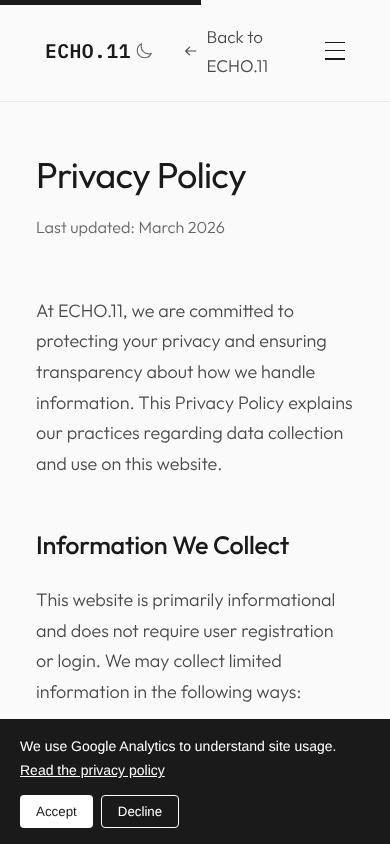 ECHO.11
← Back to
ECHO.11
Privacy Policy
Last updated: March 2026
At ECHO.11, we are committed to
protecting your privacy and ensuring
transparency about how we handle
information. This Privacy Policy explains
our practices regarding data collection
and use on this website.
Information We Collect
This website is primarily informational
and does not require user registration
or login. We may collect limited
information in the following ways:
We use Google Analytics to understand site usage.
Read the privacy policy
Accept
Decline